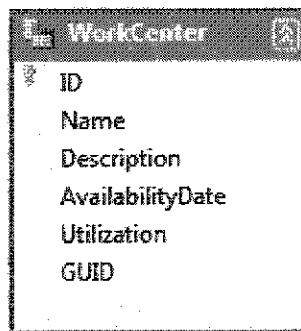 WorkCenter
ID
Name
Description
AvailabilityDate
Utilization
GUID